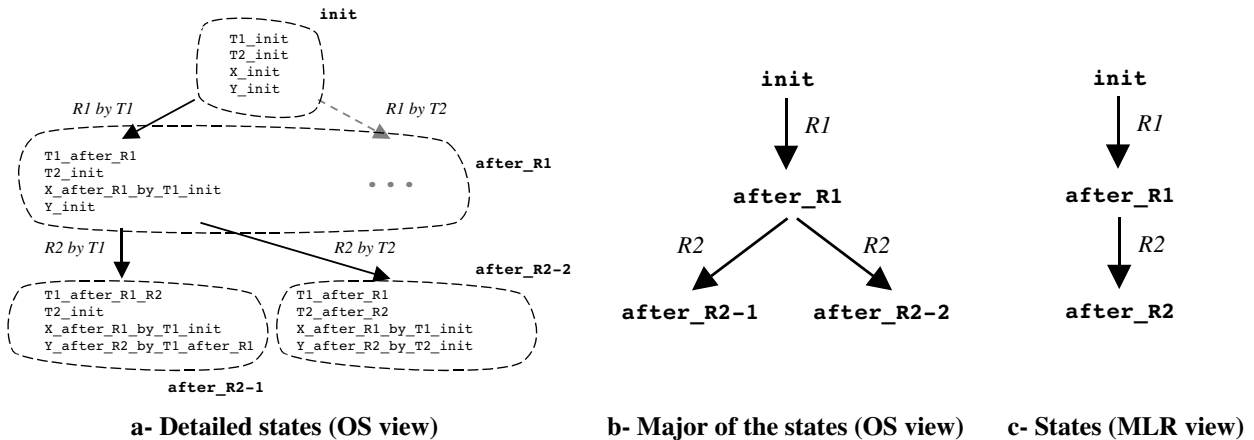 init
T1_init
T2_init
X_init
Y_init
R1 by T1
R1 by T2
after_R1
T1_after_R1
T2_init
X_after_R1_by_T1_init
Y_init
...
R2 by T1
R2 by T2
after_R2-2
T1_after_R1_R2
T2_init
X_after_R1_by_T1_init
Y_after_R2_by_T1_after_R1
T1_after_R1
T2_after_R2
X_after_R1_by_T1_init
Y_after_R2_by_T2_init
after_R2-1
a- Detailed states (OS view)
init
R1
after_R1
R2
R2
after_R2-1
after_R2-2
b- Major of the states (OS view)
init
R1
after_R1
R2
after_R2
c- States (MLR view)